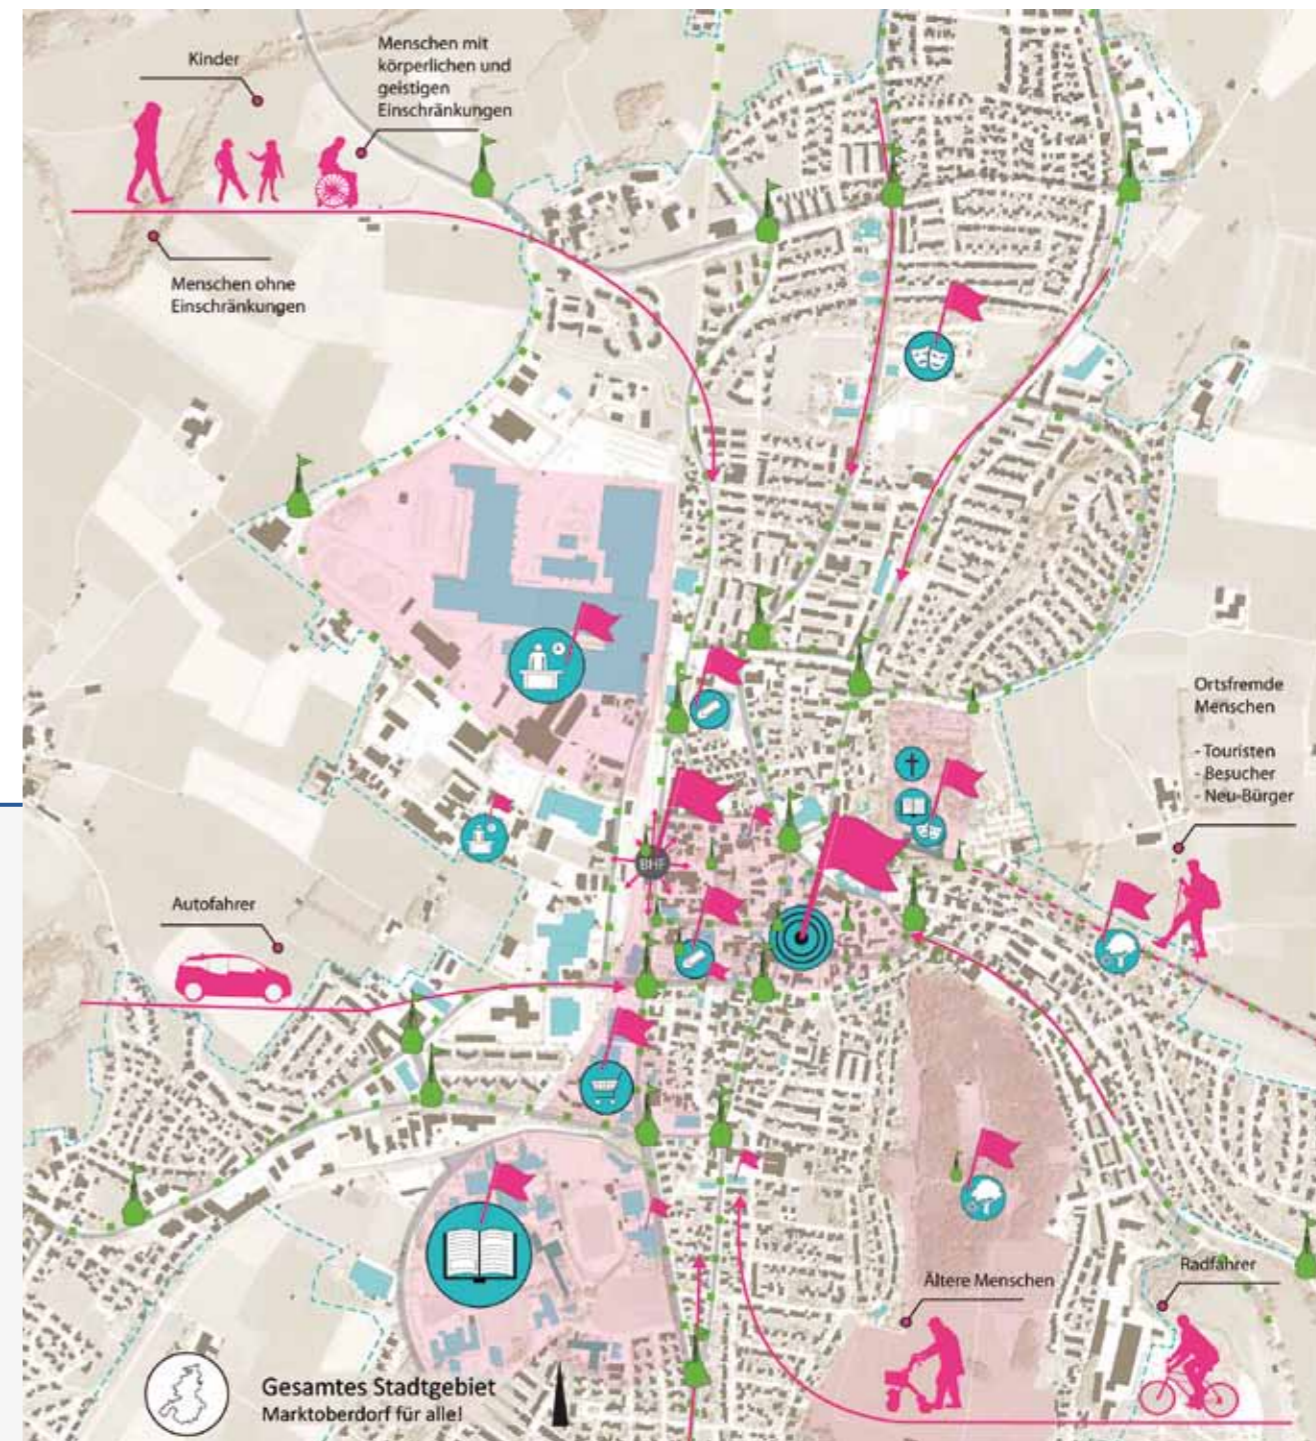 Kinder
Menschen mit
körperlichen und
geistigen
Einschränkungen
Menschen ohne
Einschränkungen
Ortsfremde
Menschen
- Touristen
- Besucher
- Neu-Bürger
BHF
Autofahrer
Ältere Menschen
Radfahrer
Gesamtes Stadtgebiet
Marktoberdorf für alle!